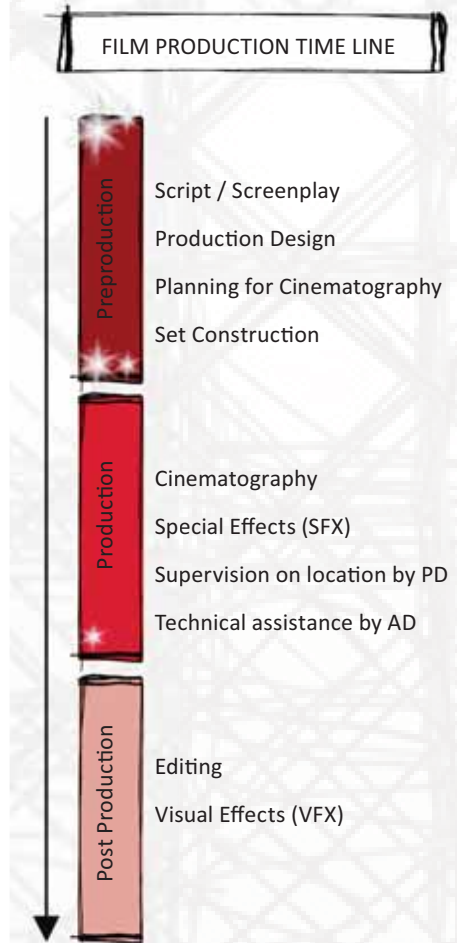 FILM PRODUCTION TIME LINE
Preproduction
Script / Screenplay
Production Design
Planning for Cinematography
Set Construction
Production
Cinematography
Special Effects (SFX)
Supervision on location by PD
Technical assistance by AD
Post Production
Editing
Visual Effects (VFX)